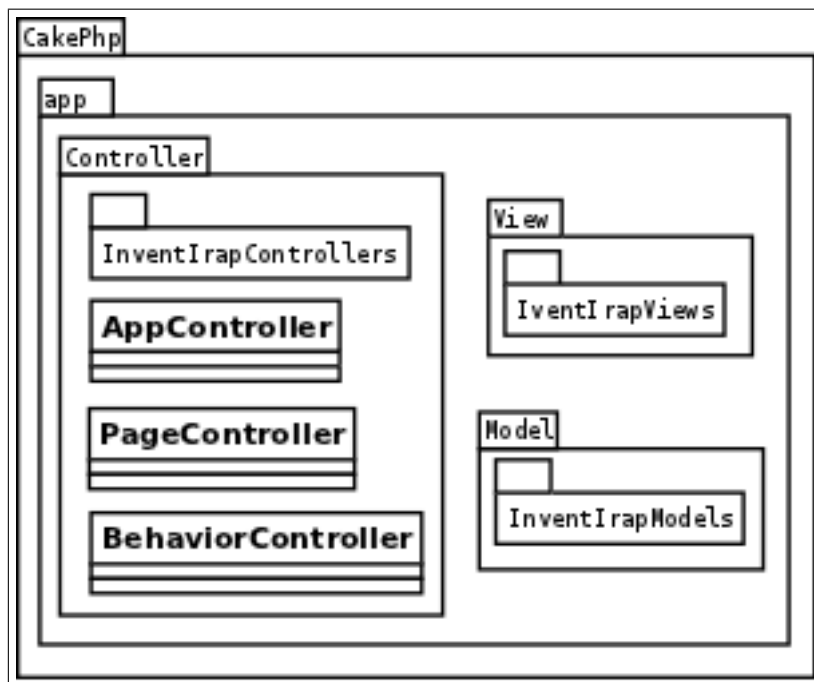 CakePhp
app
Controller
InventIrapControllers
AppController
PageController
BehaviorController
View
IventIrapViews
Model
InventIrapModels